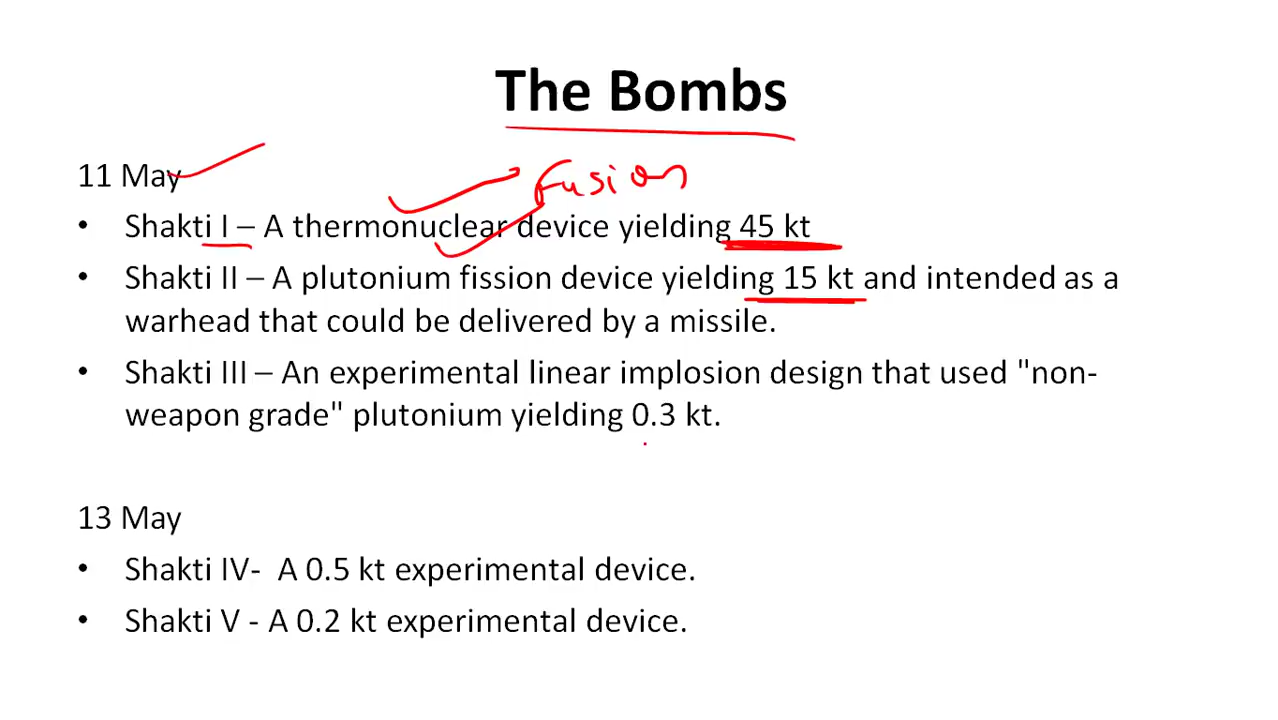 The Bombs
11 May
Fusion
• Shakti I – A thermonuclear device yielding 45 kt
• Shakti II – A plutonium fission device yielding 15 kt and intended as a
warhead that could be delivered by a missile.
• Shakti III – An experimental linear implosion design that used "non-
weapon grade" plutonium yielding 0.3 kt.
13 May
• Shakti IV- A 0.5 kt experimental device.
• Shakti V - A 0.2 kt experimental device.